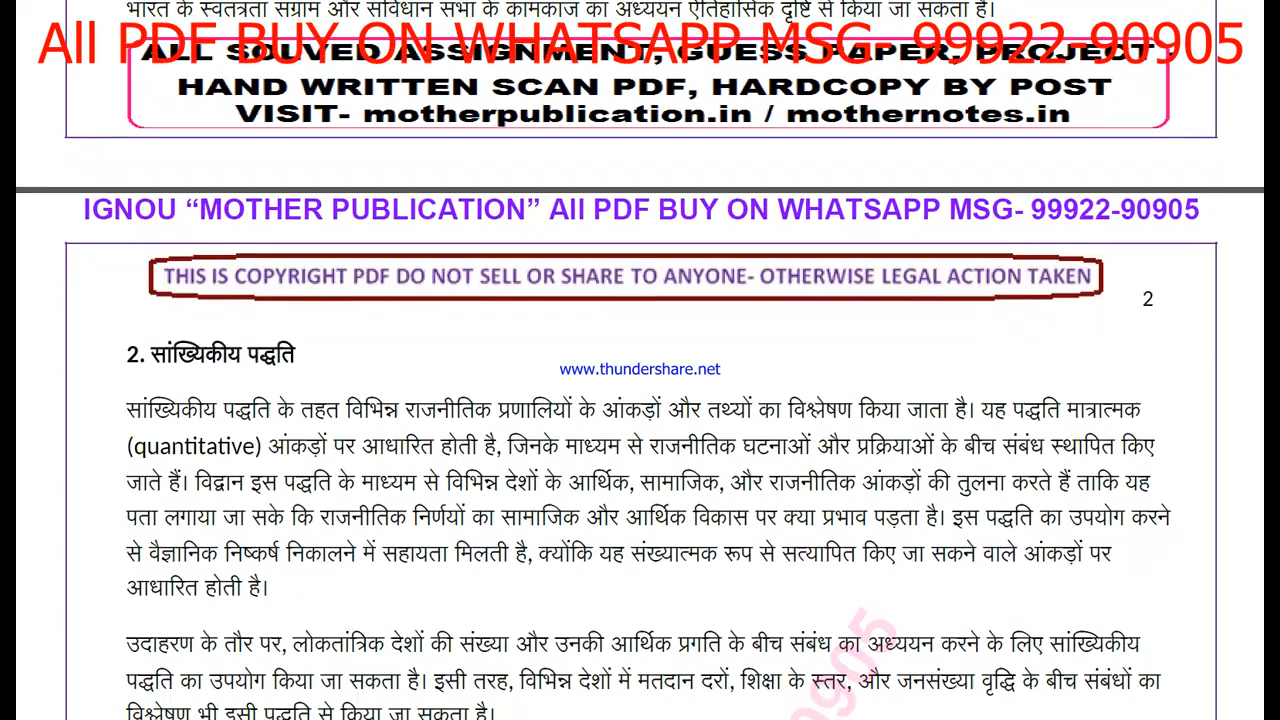 भारत के स्वतंत्रता संग्राम और संविधान सभा के कामकाज का अध्ययन ऐतिहासिक दृष्टि से किया जा सकता है।
All PDF BUY ON WHATSAPP MSG- 99922-90905
ALL SOLVED ASSIGNMENT, GUESS PAPER, PROJECT
HAND WRITTEN SCAN PDF, HARDCOPY BY POST
VISIT- motherpublication.in / mothernotes.in
IGNOU “MOTHER PUBLICATION” All PDF BUY ON WHATSAPP MSG- 99922-90905
THIS IS COPYRIGHT PDF DO NOT SELL OR SHARE TO ANYONE- OTHERWISE LEGAL ACTION TAKEN
2
2. सांख्यिकीय पद्धति
www.thundershare.net
सांख्यिकीय पद्धति के तहत विभिन्न राजनीतिक प्रणालियों के आंकड़ों और तथ्यों का विश्लेषण किया जाता है। यह पद्धति मात्रात्मक
(quantitative) आंकड़ों पर आधारित होती है, जिनके माध्यम से राजनीतिक घटनाओं और प्रक्रियाओं के बीच संबंध स्थापित किए
जाते हैं। विद्वान इस पद्धति के माध्यम से विभिन्न देशों के आर्थिक, सामाजिक, और राजनीतिक आंकड़ों की तुलना करते हैं ताकि यह
पता लगाया जा सके कि राजनीतिक निर्णयों का सामाजिक और आर्थिक विकास पर क्या प्रभाव पड़ता है। इस पद्धति का उपयोग करने
से वैज्ञानिक निष्कर्ष निकालने में सहायता मिलती है, क्योंकि यह संख्यात्मक रूप से सत्यापित किए जा सकने वाले आंकड़ों पर
आधारित होती है।
उदाहरण के तौर पर, लोकतांत्रिक देशों की संख्या और उनकी आर्थिक प्रगति के बीच संबंध का अध्ययन करने के लिए सांख्यिकीय
पद्धति का उपयोग किया जा सकता है। इसी तरह, विभिन्न देशों में मतदान दरों, शिक्षा के स्तर, और जनसंख्या वृद्धि के बीच संबंधों का
विश्लेषण भी इसी पद्धति से किया जा सकता है।
0905